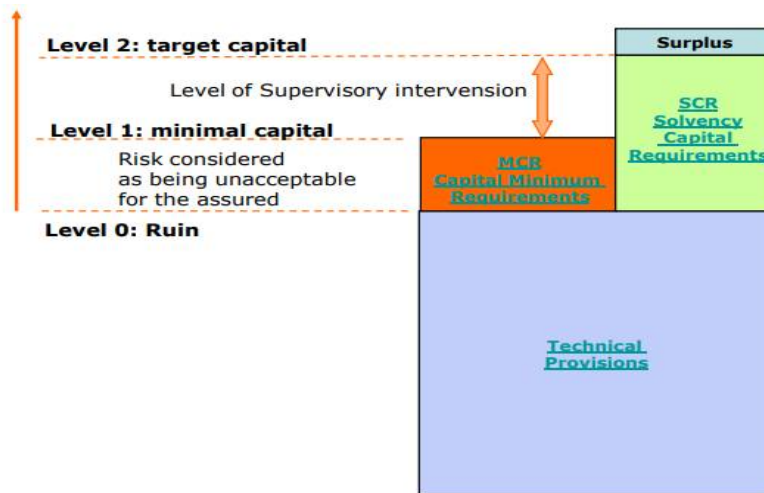 Level 2: target capital
Surplus
Level of Supervisory intervension
SCR
Solvency
Capital
Requirements
Level 1: minimal capital
Risk considered
as being unacceptable
for the assured
MCR
Capital Minimum
Requirements
Level 0: Ruin
Technical
Provisions